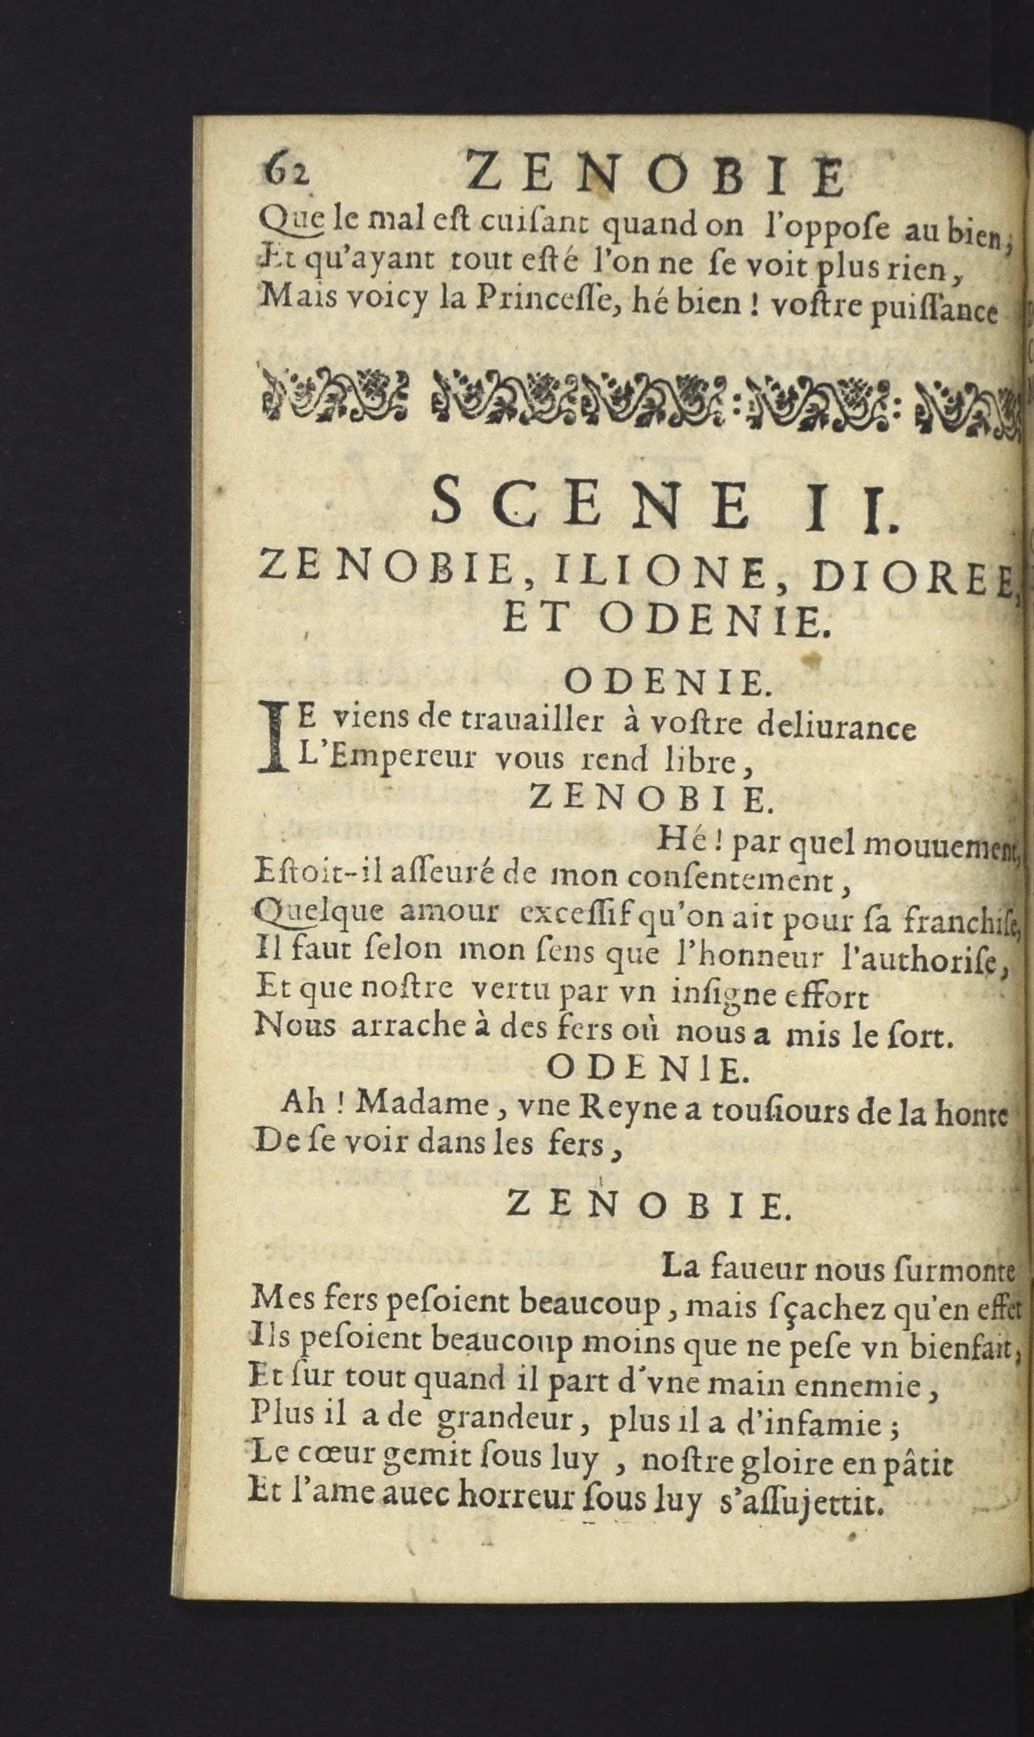 62 ZENOBIE
Que le mal eſt cuiſant quand on l'oppoſe au bien,
Et qu'ayant tout eſté l'on ne ſe voit plus rien,
Mais voicy la Princeſſe, hé bien ! voſtre puiſſance
SCENE II.
ZENOBIE, ILIONE, DIOREE,
ET ODENIE.
ODENIE.
IE viens de trauailler à voſtre deliurance
L'Empereur vous rend libre,
ZENOBIE.
Hé ! par quel mouuement,
Eſtoit-il aſſeuré de mon conſentement,
Quelque amour exceſſif qu'on ait pour ſa franchiſe,
Il faut ſelon mon ſens que l'honneur l'authoriſe,
Et que noſtre vertu par vn inſigne effort
Nous arrache à des fers où nous a mis le ſort.
ODENIE.
Ah ! Madame, vne Reyne a touſiours de la honte
De ſe voir dans les fers,
ZENOBIE.
La faueur nous ſurmonte
Mes fers peſoient beaucoup, mais ſçachez qu'en effet
Ils peſoient beaucoup moins que ne peſe vn bienfait,
Et ſur tout quand il part d'vne main ennemie,
Plus il a de grandeur, plus il a d'infamie ;
Le cœur gemit ſous luy , noſtre gloire en pâtit
Et l'ame auec horreur ſous luy s'aſſujettit.